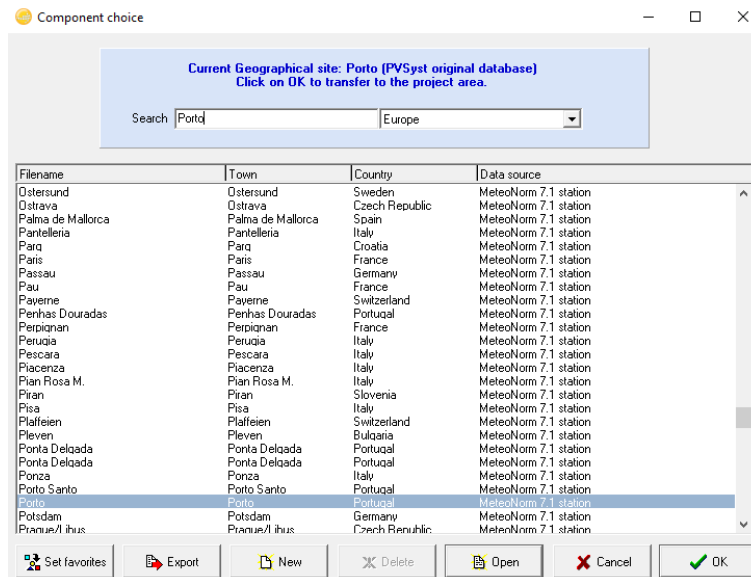 Component choice
Current Geographical site: Porto (PVSyst original database)
Click on OK to transfer to the project area.
Search Porto Europe
Filename Town Country Data source
Ostersund Ostersund Sweden MeteoNorm 7.1 station
Ostrava Ostrava Czech Republic MeteoNorm 7.1 station
Palma de Mallorca Palma de Mallorca Spain MeteoNorm 7.1 station
Pantelleria Pantelleria Italy MeteoNorm 7.1 station
Parg Parg Croatia MeteoNorm 7.1 station
Paris Paris France MeteoNorm 7.1 station
Passau Passau Germany MeteoNorm 7.1 station
Pau Pau France MeteoNorm 7.1 station
Payerne Payerne Switzerland MeteoNorm 7.1 station
Penhas Douradas Penhas Douradas Portugal MeteoNorm 7.1 station
Perpignan Perpignan France MeteoNorm 7.1 station
Perugia Perugia Italy MeteoNorm 7.1 station
Pescara Pescara Italy MeteoNorm 7.1 station
Piacenza Piacenza Italy MeteoNorm 7.1 station
Pian Rosa M. Pian Rosa M. Italy MeteoNorm 7.1 station
Piran Piran Slovenia MeteoNorm 7.1 station
Pisa Pisa Italy MeteoNorm 7.1 station
Plaffeien Plaffeien Switzerland MeteoNorm 7.1 station
Pleven Pleven Bulgaria MeteoNorm 7.1 station
Ponta Delgada Ponta Delgada Portugal MeteoNorm 7.1 station
Ponta Delgada Ponta Delgada Portugal MeteoNorm 7.1 station
Ponza Ponza Italy MeteoNorm 7.1 station
Porto Santo Porto Santo Portugal MeteoNorm 7.1 station
Porto Porto Portugal MeteoNorm 7.1 station
Potsdam Potsdam Germany MeteoNorm 7.1 station
Prague/Libus Prague/Libus Czech Republic MeteoNorm 7.1 station
Set favorites Export New Delete Open Cancel OK